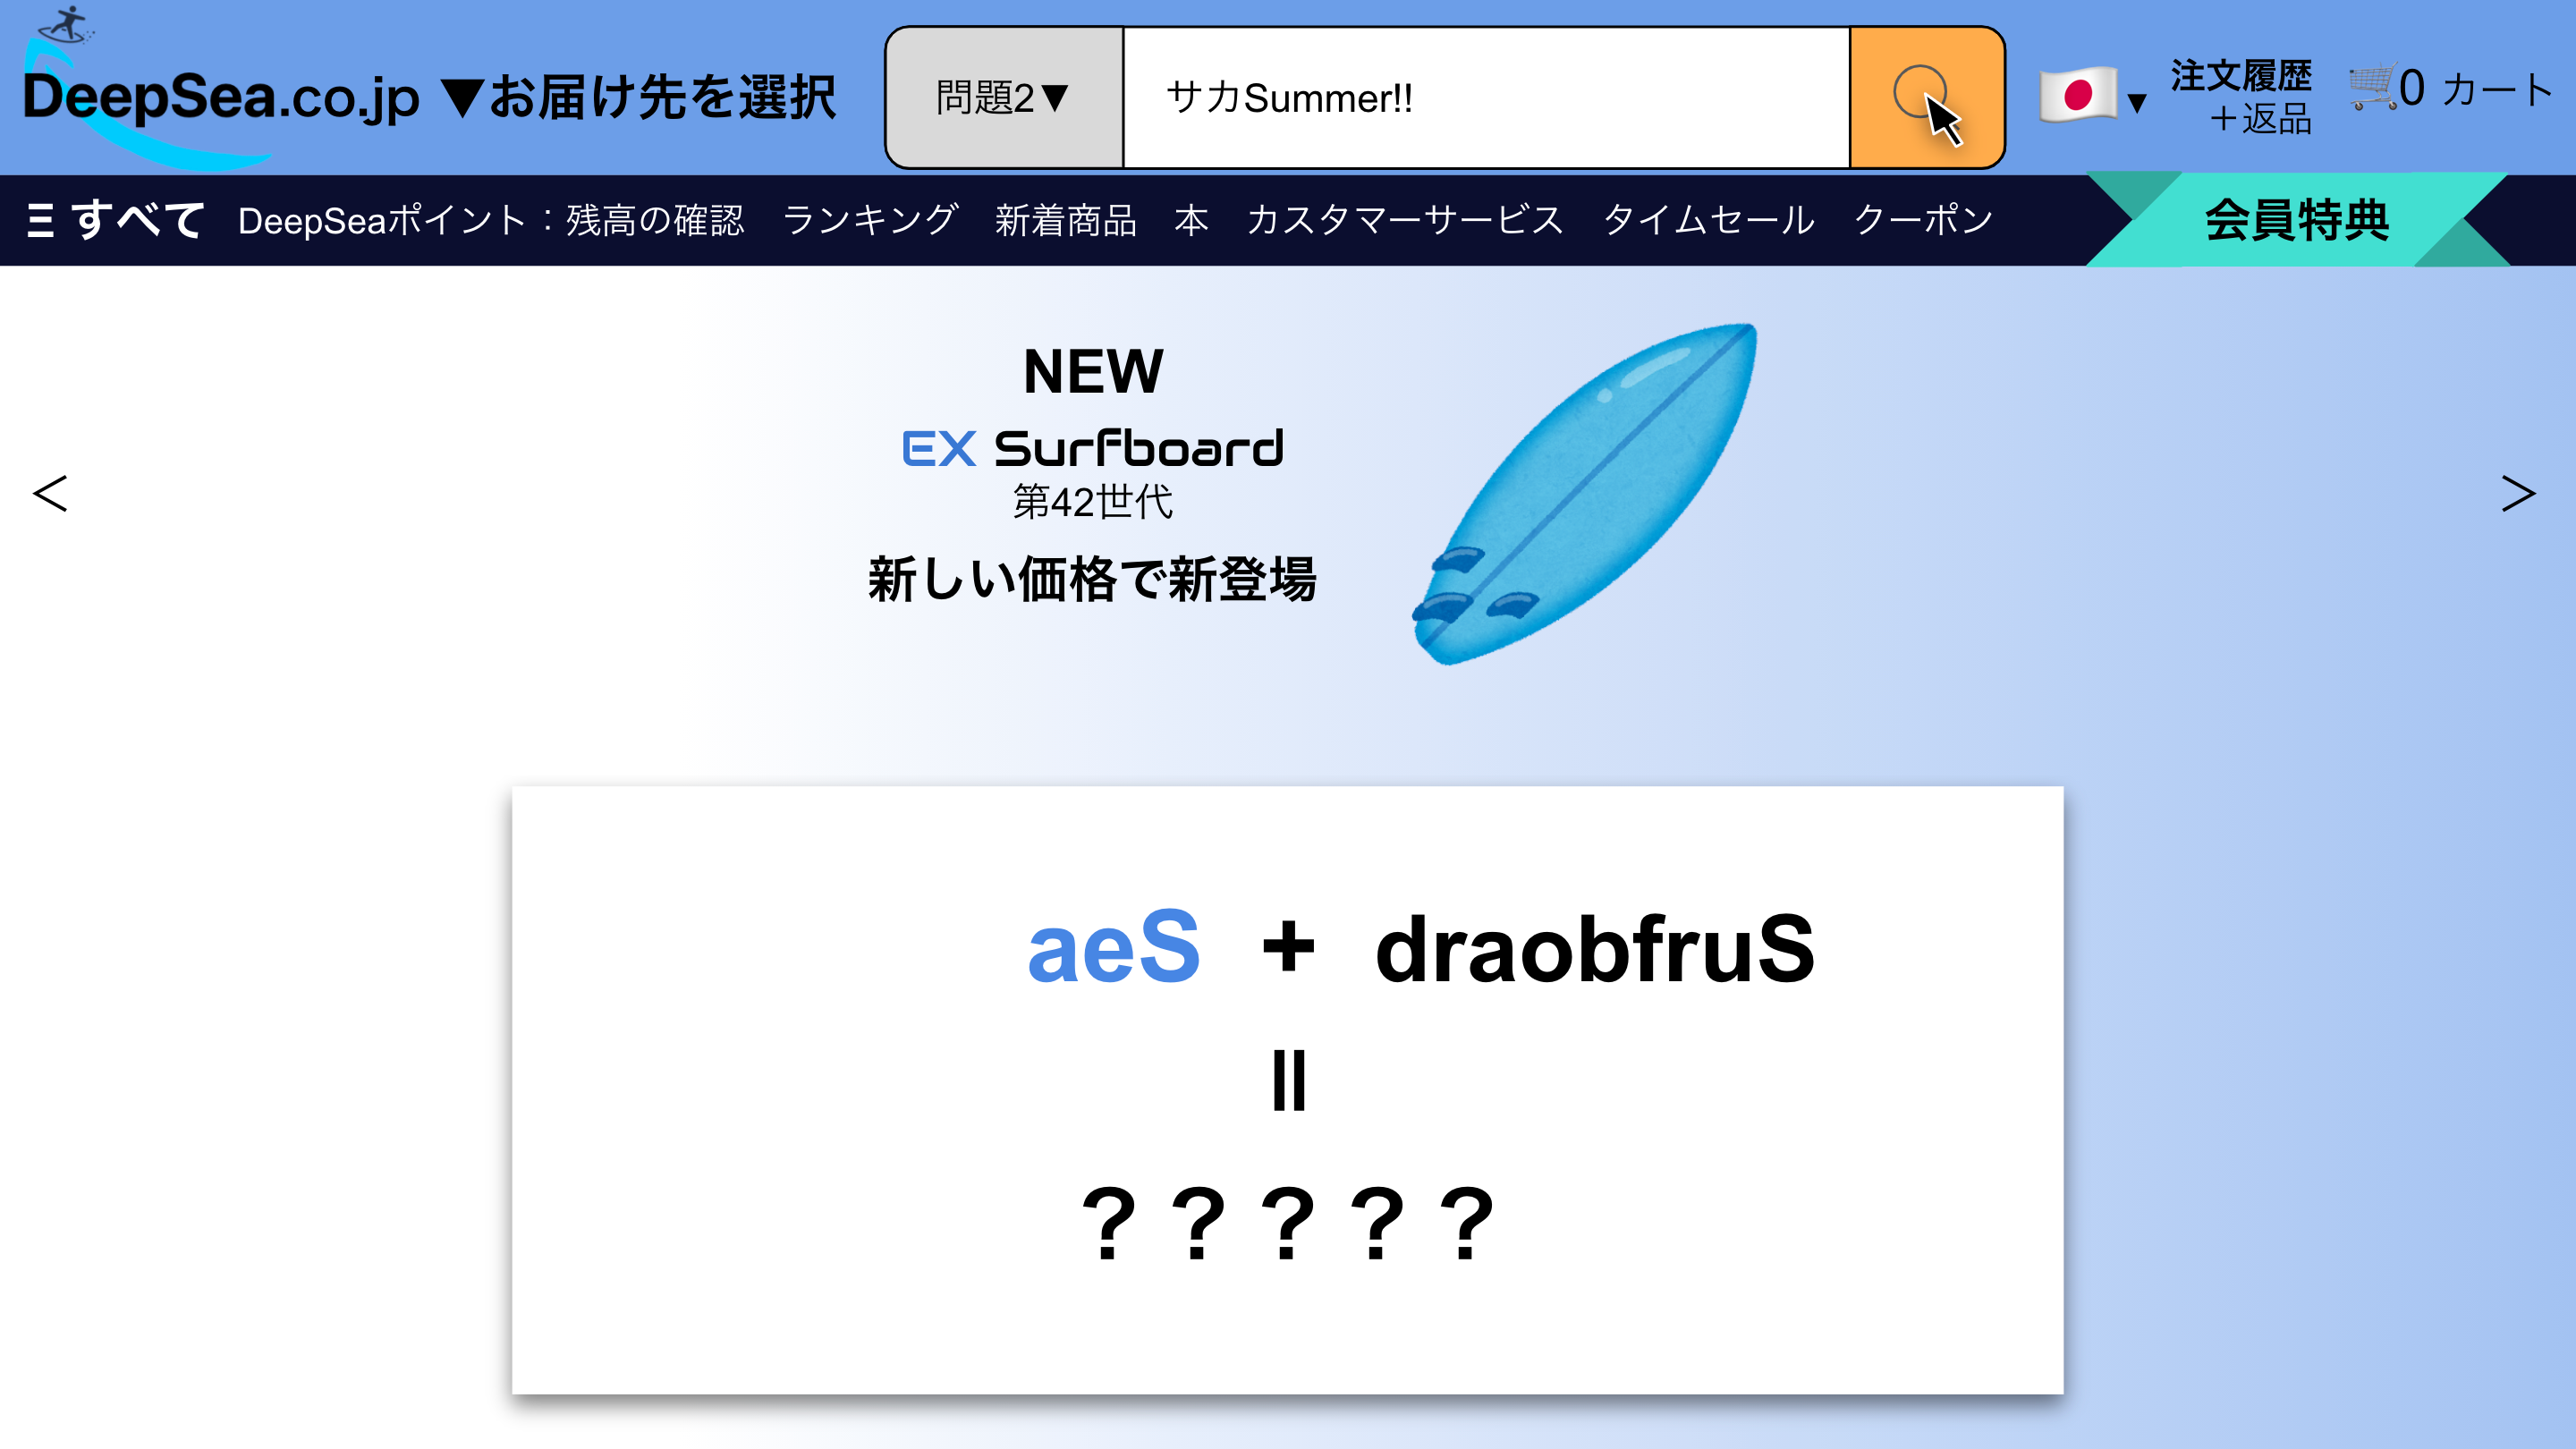 DeepSea.co.jp ▼お届け先を選択 問題2▼ サカSummer!! ▼ 注文履歴 0 カート
＋返品
Ξ すべて DeepSeaポイント：残高の確認 ランキング 新着商品 本 カスタマーサービス タイムセール クーポン 会員特典
NEW
EX Surfboard
第42世代
新しい価格で新登場
＜ ＞
aeS + draobfruS
||
？？？？？